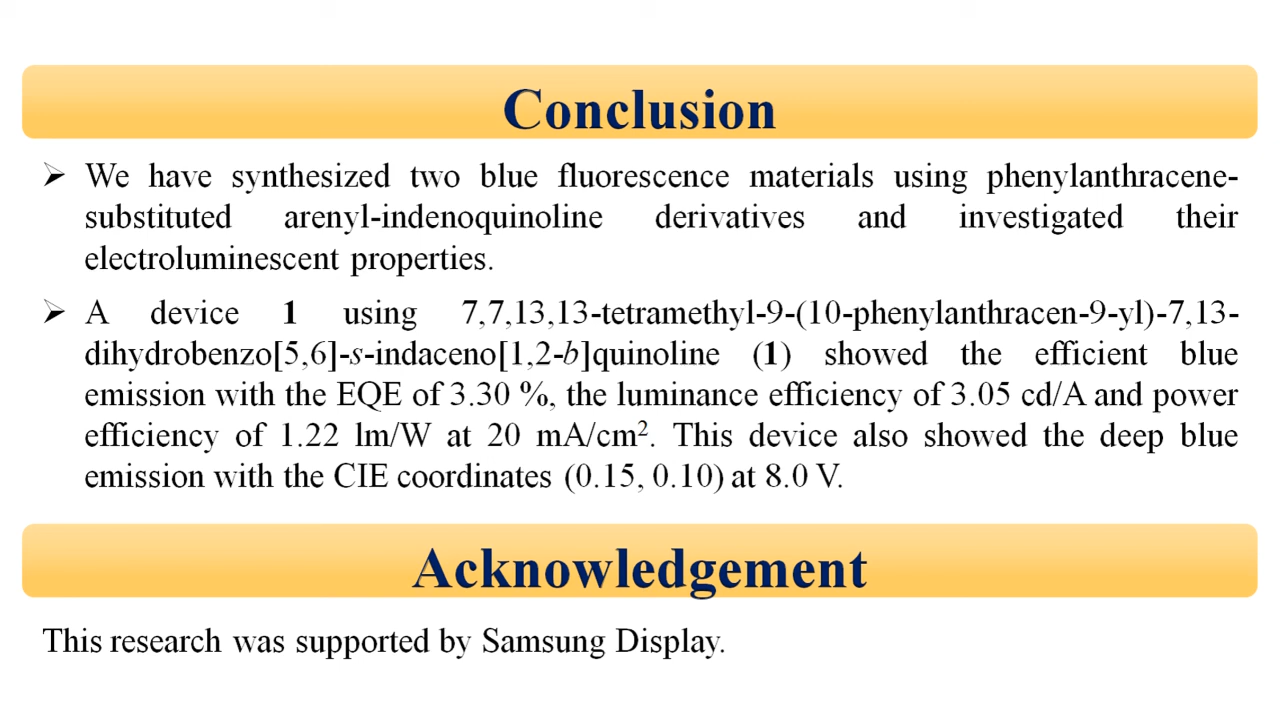 Conclusion
➢ We have synthesized two blue fluorescence materials using phenylanthracene-
substituted arenyl-indenoquinoline derivatives and investigated their
electroluminescent properties.
➢ A device 1 using 7,7,13,13-tetramethyl-9-(10-phenylanthracen-9-yl)-7,13-
dihydrobenzo[5,6]-s-indaceno[1,2-b]quinoline (1) showed the efficient blue
emission with the EQE of 3.30 %, the luminance efficiency of 3.05 cd/A and power
efficiency of 1.22 lm/W at 20 mA/cm². This device also showed the deep blue
emission with the CIE coordinates (0.15, 0.10) at 8.0 V.
Acknowledgement
This research was supported by Samsung Display.